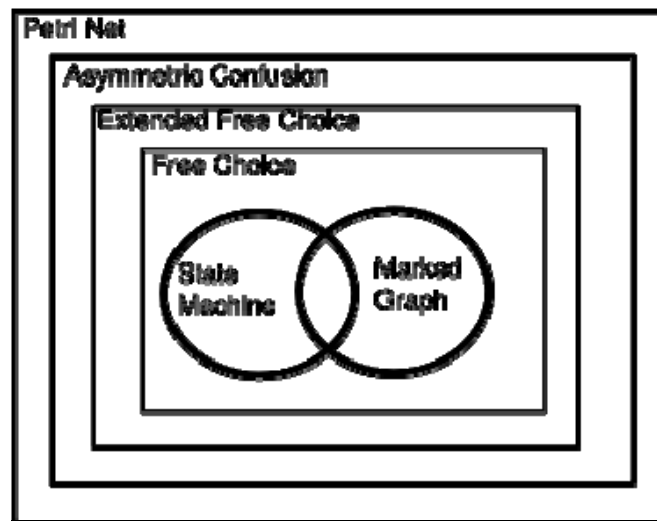 Petri Net
Asymmetric Confusion
Extended Free Choice
Free Choice
State
Machine
Marked
Graph